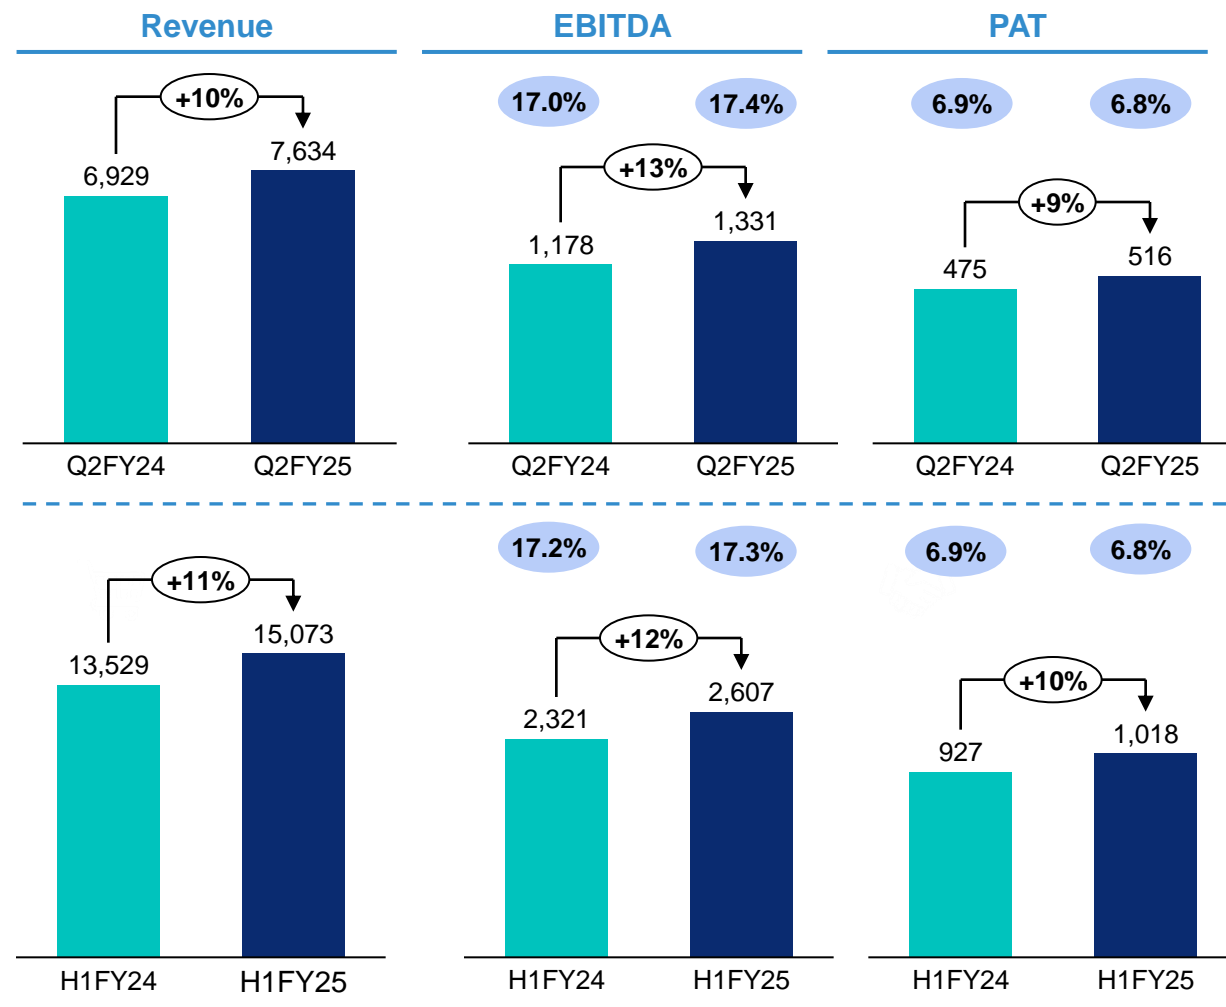 Revenue
EBITDA
PAT
+10%
6,929
7,634
Q2FY24
Q2FY25
17.0%
17.4%
+13%
1,178
1,331
Q2FY24
Q2FY25
6.9%
6.8%
+9%
475
516
Q2FY24
Q2FY25
+11%
13,529
15,073
H1FY24
H1FY25
17.2%
17.3%
+12%
2,321
2,607
H1FY24
H1FY25
6.9%
6.8%
+10%
927
1,018
H1FY24
H1FY25